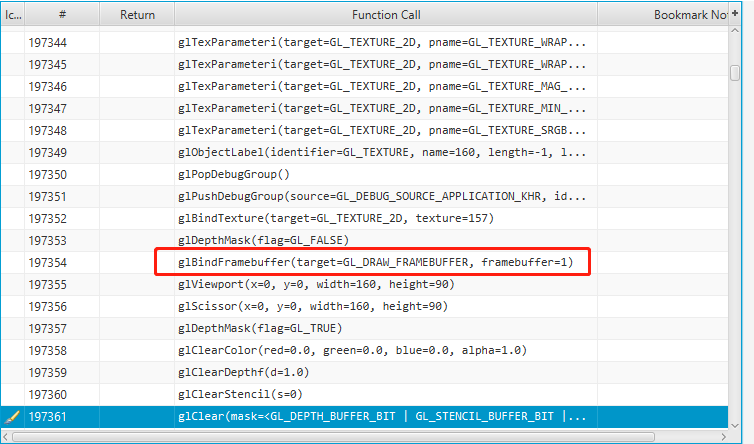 Ic... # Return Function Call Bookmark No
197344 glTexParameteri(target=GL_TEXTURE_2D, pname=GL_TEXTURE_WRAP...
197345 glTexParameteri(target=GL_TEXTURE_2D, pname=GL_TEXTURE_WRAP...
197346 glTexParameteri(target=GL_TEXTURE_2D, pname=GL_TEXTURE_MAG_...
197347 glTexParameteri(target=GL_TEXTURE_2D, pname=GL_TEXTURE_MIN_...
197348 glTexParameteri(target=GL_TEXTURE_2D, pname=GL_TEXTURE_SRGB...
197349 glObjectLabel(identifier=GL_TEXTURE, name=160, length=-1, l...
197350 glPopDebugGroup()
197351 glPushDebugGroup(source=GL_DEBUG_SOURCE_APPLICATION_KHR, id...
197352 glBindTexture(target=GL_TEXTURE_2D, texture=157)
197353 glDepthMask(flag=GL_FALSE)
197354 glBindFramebuffer(target=GL_DRAW_FRAMEBUFFER, framebuffer=1)
197355 glViewport(x=0, y=0, width=160, height=90)
197356 glScissor(x=0, y=0, width=160, height=90)
197357 glDepthMask(flag=GL_TRUE)
197358 glClearColor(red=0.0, green=0.0, blue=0.0, alpha=1.0)
197359 glClearDepthf(d=1.0)
197360 glClearStencil(s=0)
197361 glClear(mask=<GL_DEPTH_BUFFER_BIT | GL_STENCIL_BUFFER_BIT |...